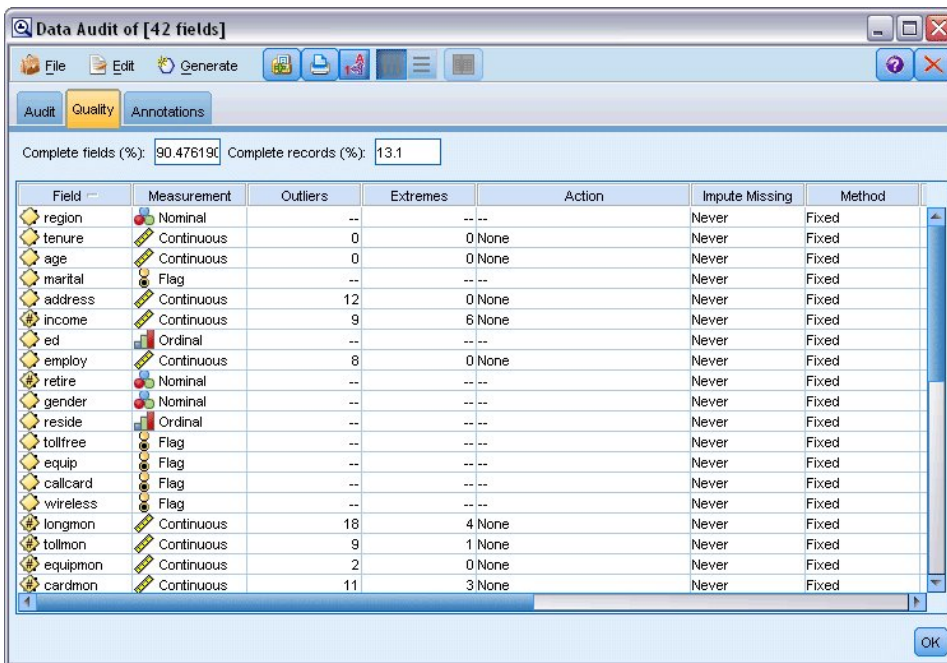 Data Audit of [42 fields]
File Edit Generate
Audit Quality Annotations
Complete fields (%): 90.476190 Complete records (%): 13.1
Field Measurement Outliers Extremes Action Impute Missing Method
region Nominal -- -- -- Never Fixed
tenure Continuous 0 0 None Never Fixed
age Continuous 0 0 None Never Fixed
marital Flag -- -- -- Never Fixed
address Continuous 12 0 None Never Fixed
income Continuous 9 6 None Never Fixed
ed Ordinal -- -- -- Never Fixed
employ Continuous 8 0 None Never Fixed
retire Nominal -- -- -- Never Fixed
gender Nominal -- -- -- Never Fixed
reside Ordinal -- -- -- Never Fixed
tollfree Flag -- -- -- Never Fixed
equip Flag -- -- -- Never Fixed
callcard Flag -- -- -- Never Fixed
wireless Flag -- -- -- Never Fixed
longmon Continuous 18 4 None Never Fixed
tollmon Continuous 9 1 None Never Fixed
equipmon Continuous 2 0 None Never Fixed
cardmon Continuous 11 3 None Never Fixed
OK